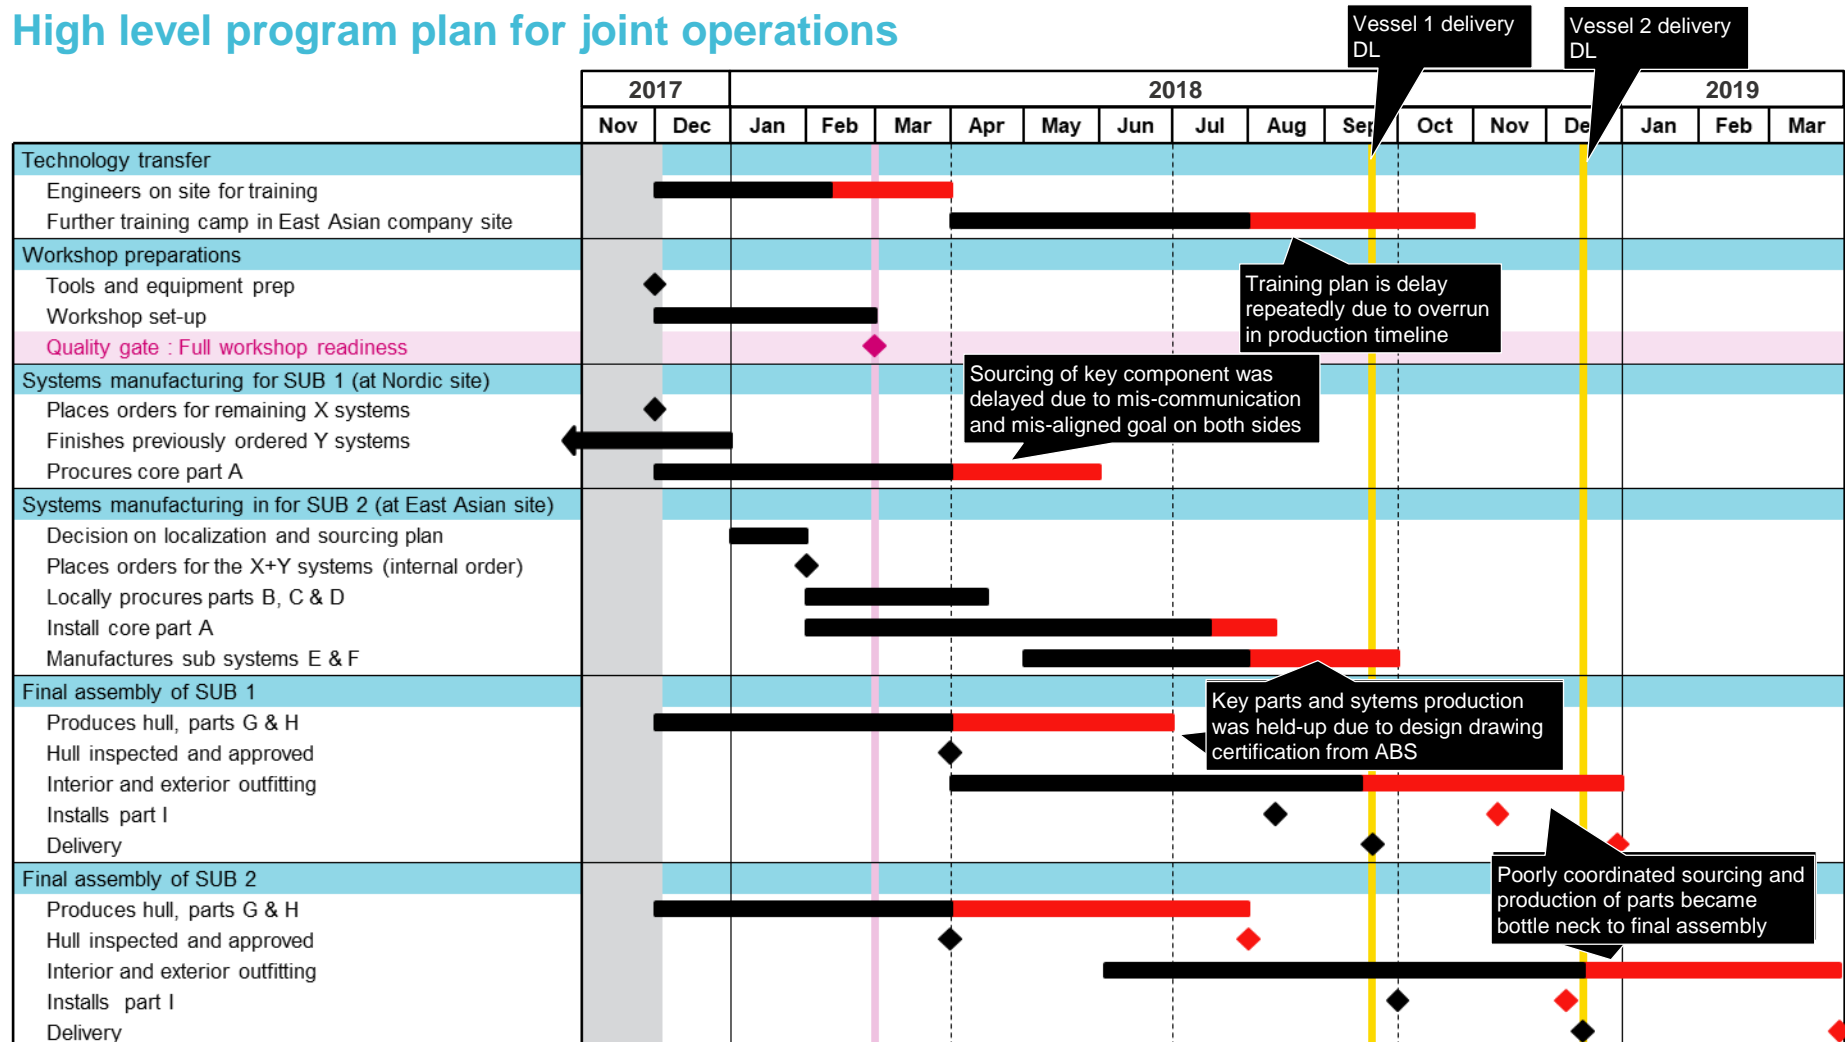 High level program plan for joint operations
Vessel 1 delivery
DL
Vessel 2 delivery
DL
2017 2018 2019
Nov Dec Jan Feb Mar Apr May Jun Jul Aug Sep Oct Nov De Jan Feb Mar
Technology transfer
Engineers on site for training
Further training camp in East Asian company site
Workshop preparations
Tools and equipment prep
Workshop set-up
Quality gate : Full workshop readiness
Training plan is delay
repeatedly due to overrun
in production timeline
Systems manufacturing for SUB 1 (at Nordic site)
Places orders for remaining X systems
Finishes previously ordered Y systems
Procures core part A
Sourcing of key component was
delayed due to mis-communication
and mis-aligned goal on both sides
Systems manufacturing in for SUB 2 (at East Asian site)
Decision on localization and sourcing plan
Places orders for the X+Y systems (internal order)
Locally procures parts B, C & D
Install core part A
Manufactures sub systems E & F
Final assembly of SUB 1
Produces hull, parts G & H
Hull inspected and approved
Interior and exterior outfitting
Installs part I
Delivery
Key parts and sytems production
was held-up due to design drawing
certification from ABS
Final assembly of SUB 2
Produces hull, parts G & H
Hull inspected and approved
Interior and exterior outfitting
Installs part I
Delivery
Poorly coordinated sourcing and
production of parts became
bottle neck to final assembly